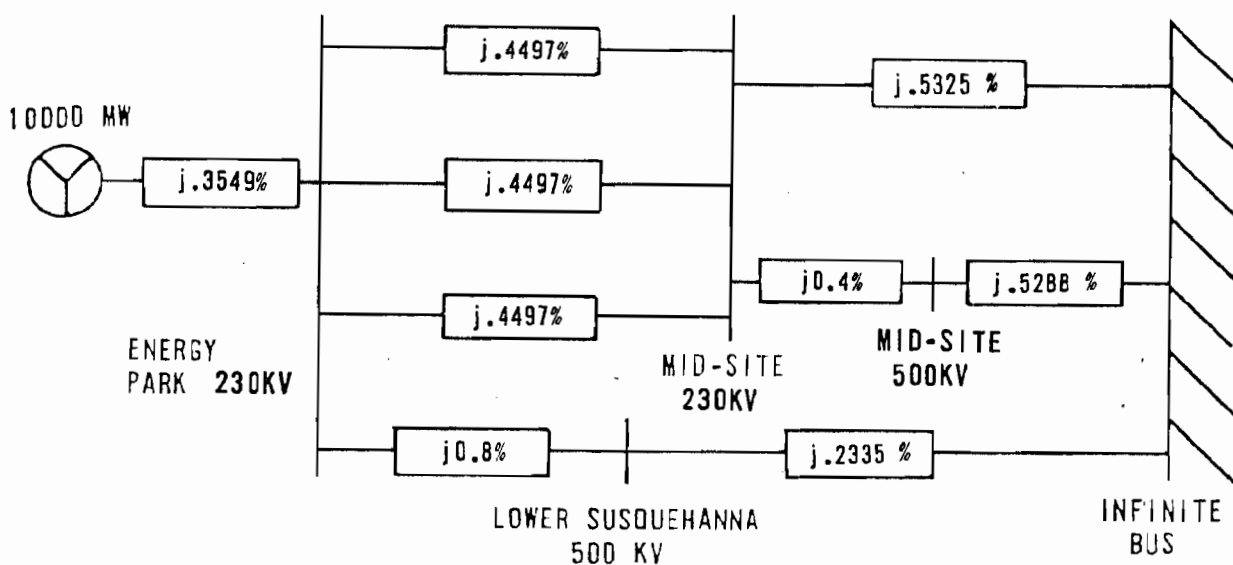 j.4497%
j.5325 %
10000 MW
j.3549%
j.4497%
j0.4%
j.5288 %
j.4497%
ENERGY
PARK 230KV
MID-SITE
230KV
MID-SITE
500KV
j0.8%
j.2335 %
LOWER SUSQUEHANNA
500 KV
INFINITE
BUS